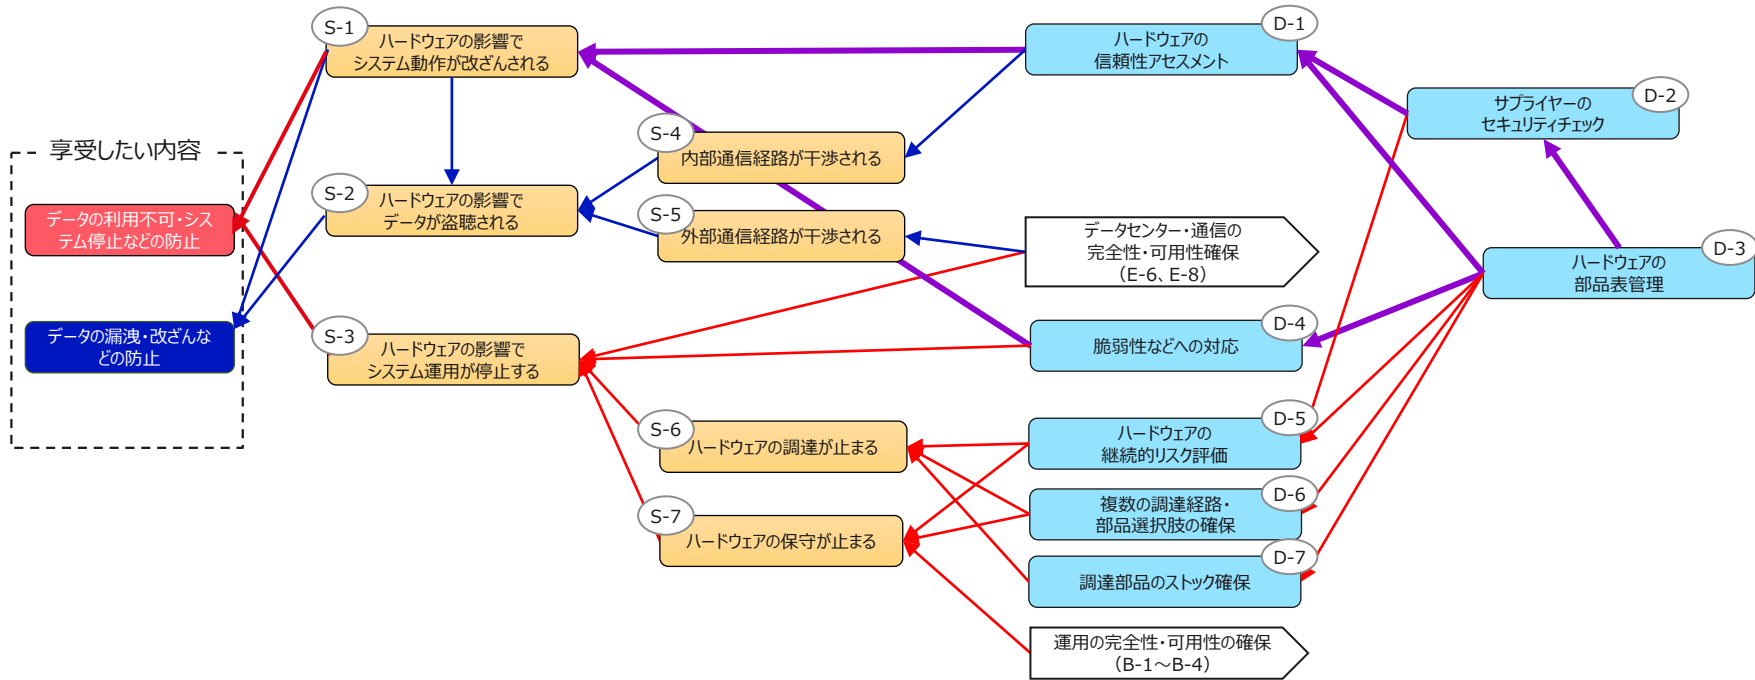 享受したい内容
データの利用不可・シス
テム停止などの防止
データの漏洩・改ざんな
どの防止
S-1
ハードウェアの影響で
システム動作が改ざんされる
S-2
ハードウェアの影響で
データが盗聴される
S-3
ハードウェアの影響で
システム運用が停止する
S-4
内部通信経路が干渉される
S-5
外部通信経路が干渉される
S-6
ハードウェアの調達が止まる
S-7
ハードウェアの保守が止まる
D-1
ハードウェアの
信頼性アセスメント
データセンター・通信の
完全性・可用性確保
（E-6、E-8）
D-4
脆弱性などへの対応
D-5
ハードウェアの
継続的リスク評価
D-6
複数の調達経路・
部品選択肢の確保
D-7
調達部品のストック確保
運用の完全性・可用性の確保
（B-1～B-4）
D-2
サプライヤーの
セキュリティチェック
D-3
ハードウェアの
部品表管理